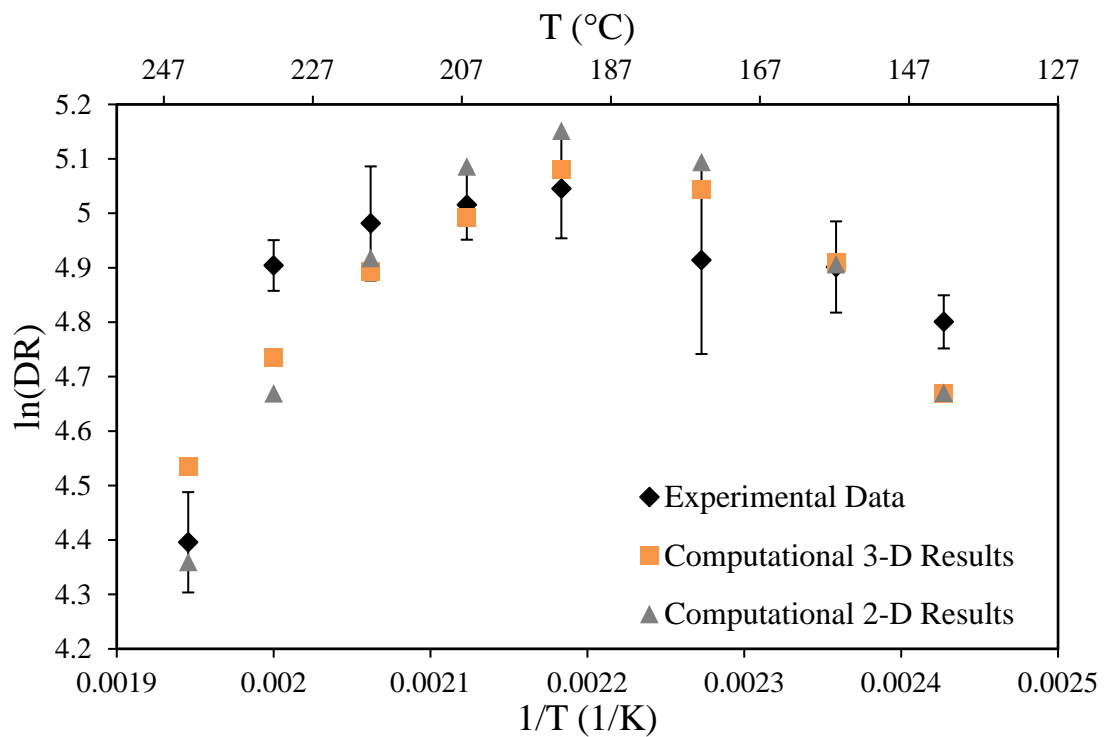 T (°C)
247 227 207 187 167 147 127
5.2
5.1
5
4.9
4.8
4.7
4.6
4.5
4.4
4.3
4.2
ln(DR)
Experimental Data
Computational 3-D Results
Computational 2-D Results
0.0019 0.002 0.0021 0.0022 0.0023 0.0024 0.0025
1/T (1/K)